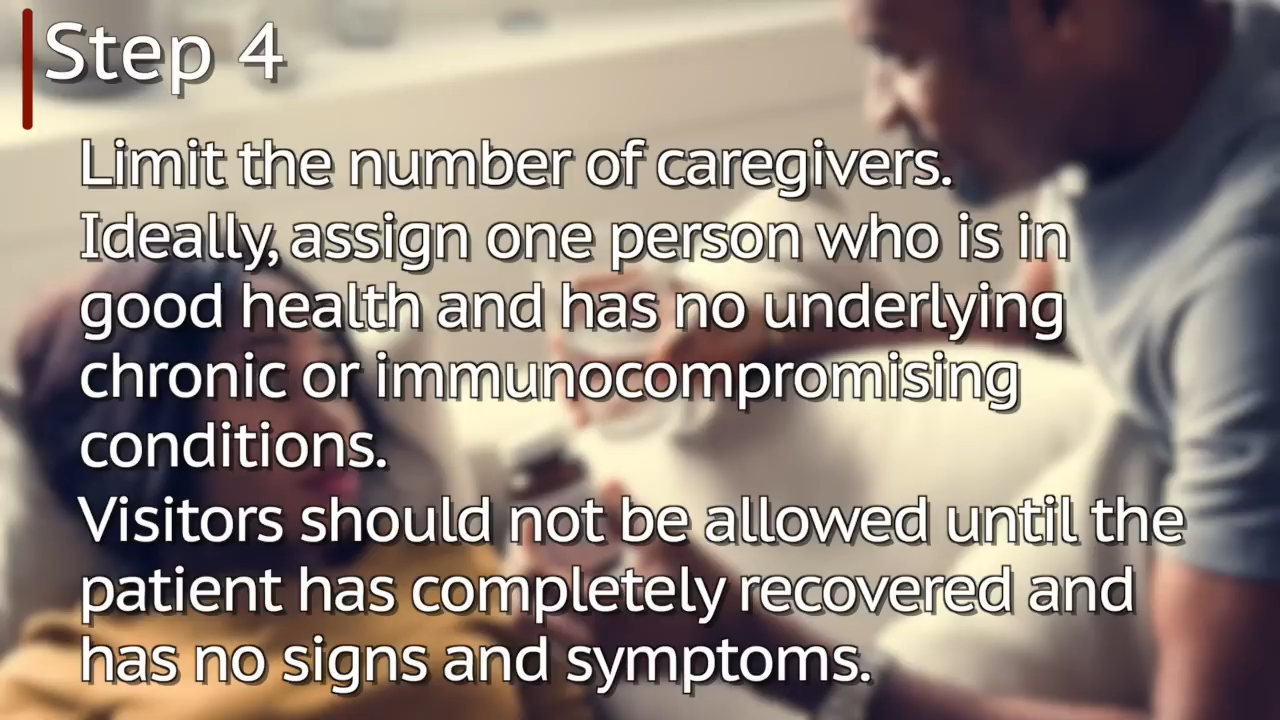 Step 4
Limit the number of caregivers.
Ideally, assign one person who is in
good health and has no underlying
chronic or immunocompromising
conditions.
Visitors should not be allowed until the
patient has completely recovered and
has no signs and symptoms.